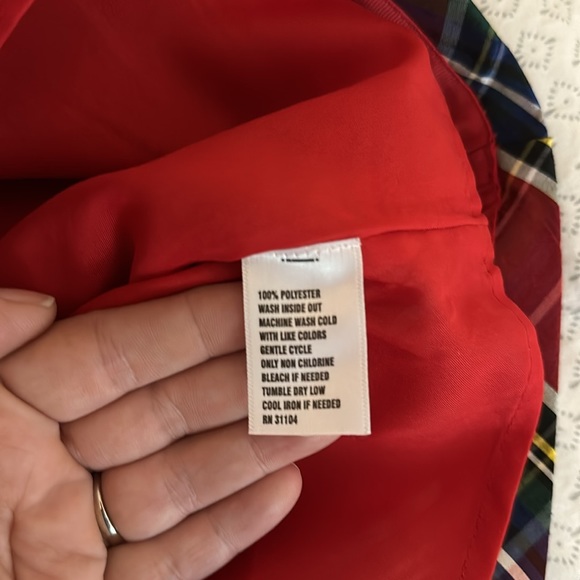 100% POLYESTER
WASH INSIDE OUT
MACHINE WASH COLD
WITH LIKE COLORS
GENTLE CYCLE
ONLY NON CHLORINE
BLEACH IF NEEDED
TUMBLE DRY LOW
COOL IRON IF NEEDED
RN 31104